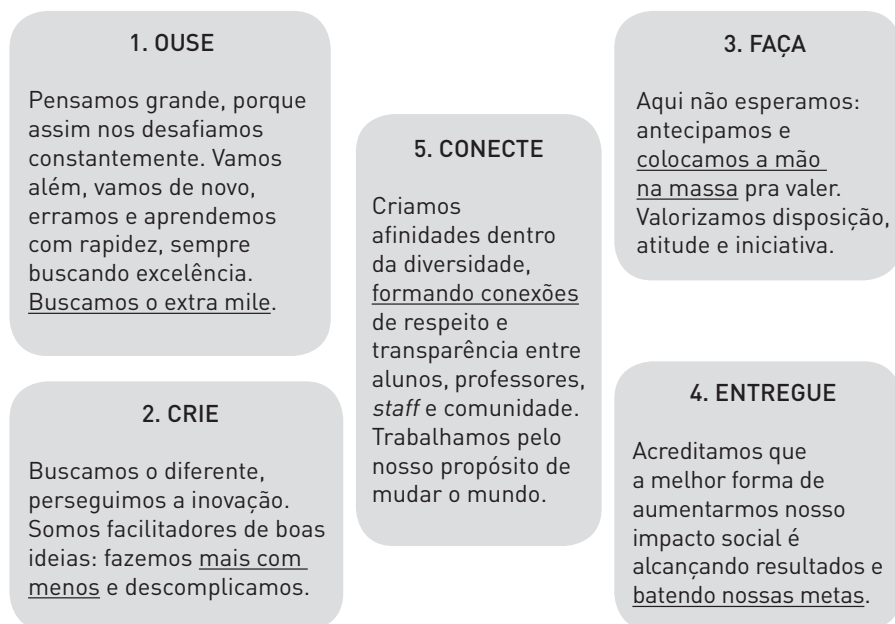 1. OUSE
Pensamos grande, porque
assim nos desafiamos
constantemente. Vamos
além, vamos de novo,
erramos e aprendemos
com rapidez, sempre
buscando excelência.
Buscamos o extra mile.
2. CRIE
Buscamos o diferente,
perseguimos a inovação.
Somos facilitadores de boas
ideias: fazemos mais com
menos e descomplicamos.
3. FAÇA
Aqui não esperamos:
antecipamos e
colocamos a mão
na massa pra valer.
Valorizamos disposição,
atitude e iniciativa.
4. ENTREGUE
Acreditamos que
a melhor forma de
aumentarmos nosso
impacto social é
alcançando resultados e
batendo nossas metas.
5. CONECTE
Criamos
afinidades dentro
da diversidade,
formando conexões
de respeito e
transparência entre
alunos, professores,
staff e comunidade.
Trabalhamos pelo
nosso propósito de
mudar o mundo.